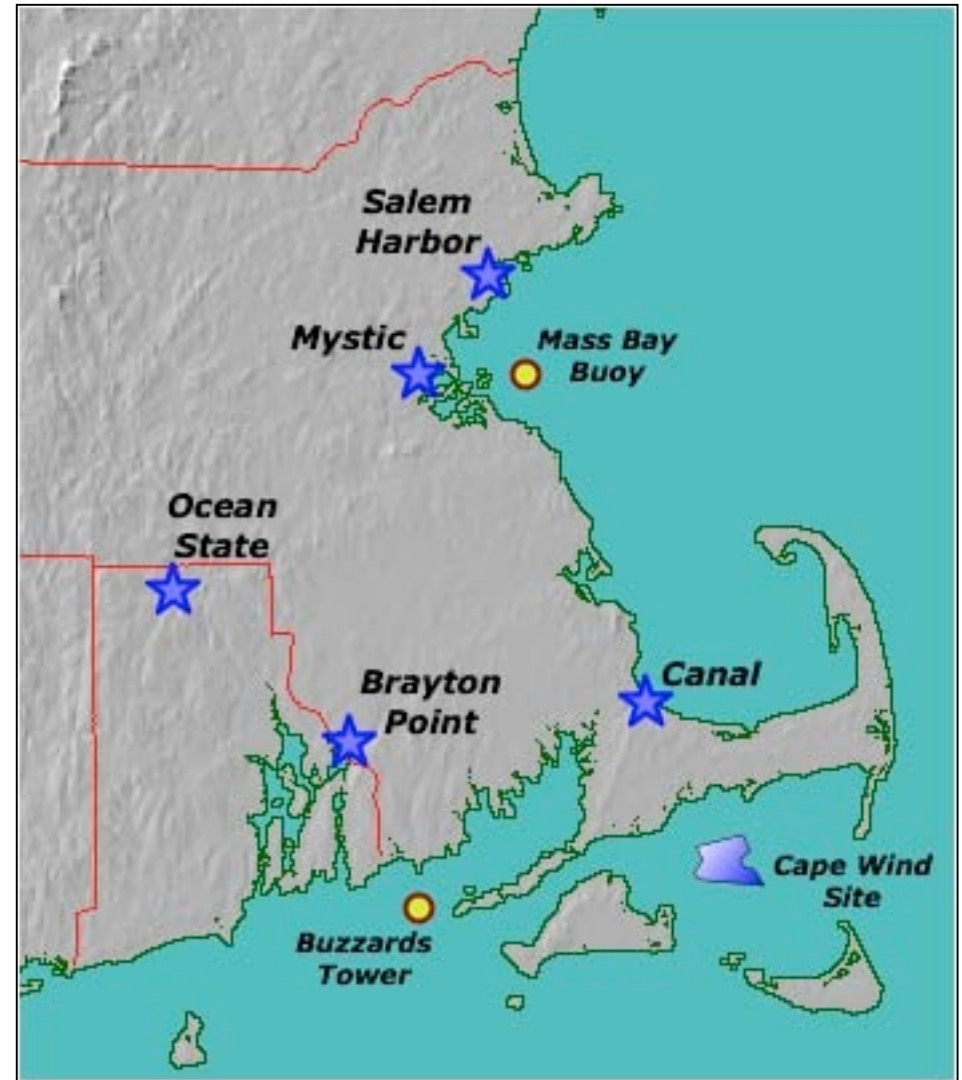 Salem
Harbor
Mystic
Mass Bay
Buoy
Ocean
State
Brayton
Point
Canal
Cape Wind
Site
Buzzards
Tower